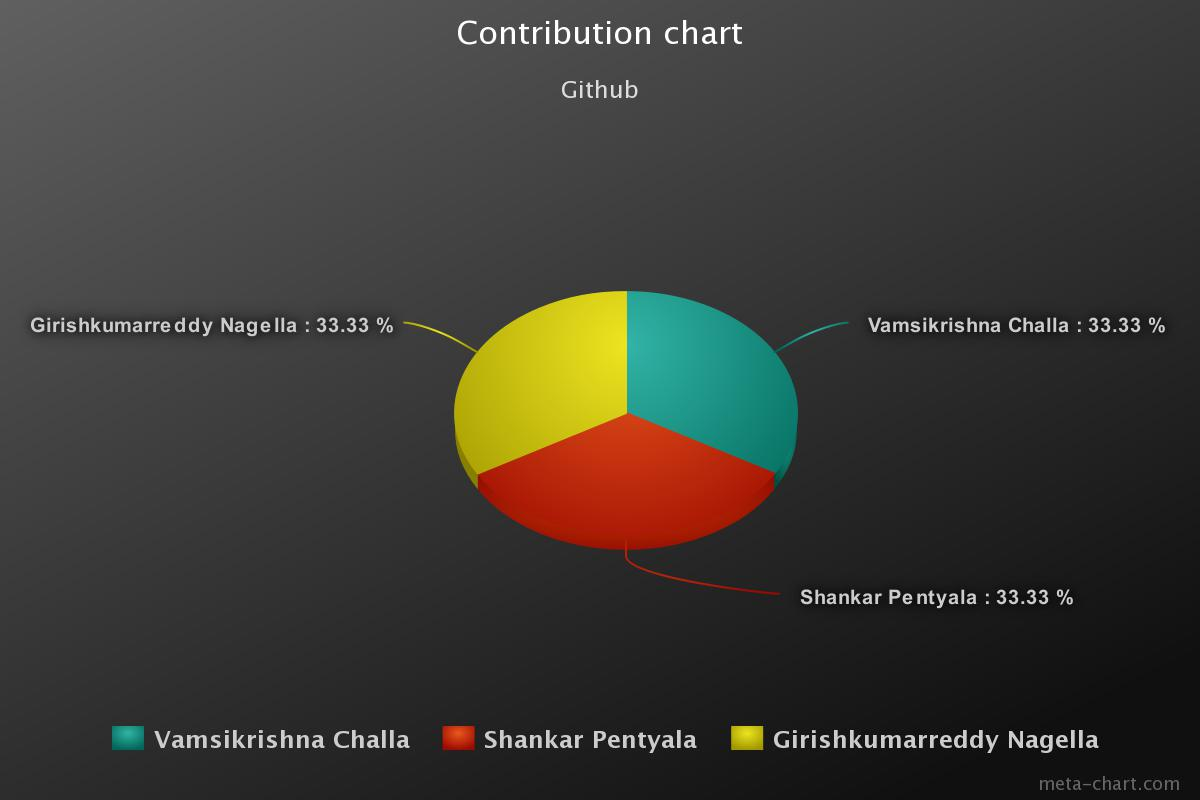 Contribution chart
Github
Girishkumarreddy Nagella : 33.33 %
Vamsikrishna Challa : 33.33 %
Shankar Pentyala : 33.33 %
Vamsikrishna Challa
Shankar Pentyala
Girishkumarreddy Nagella
meta-chart.com